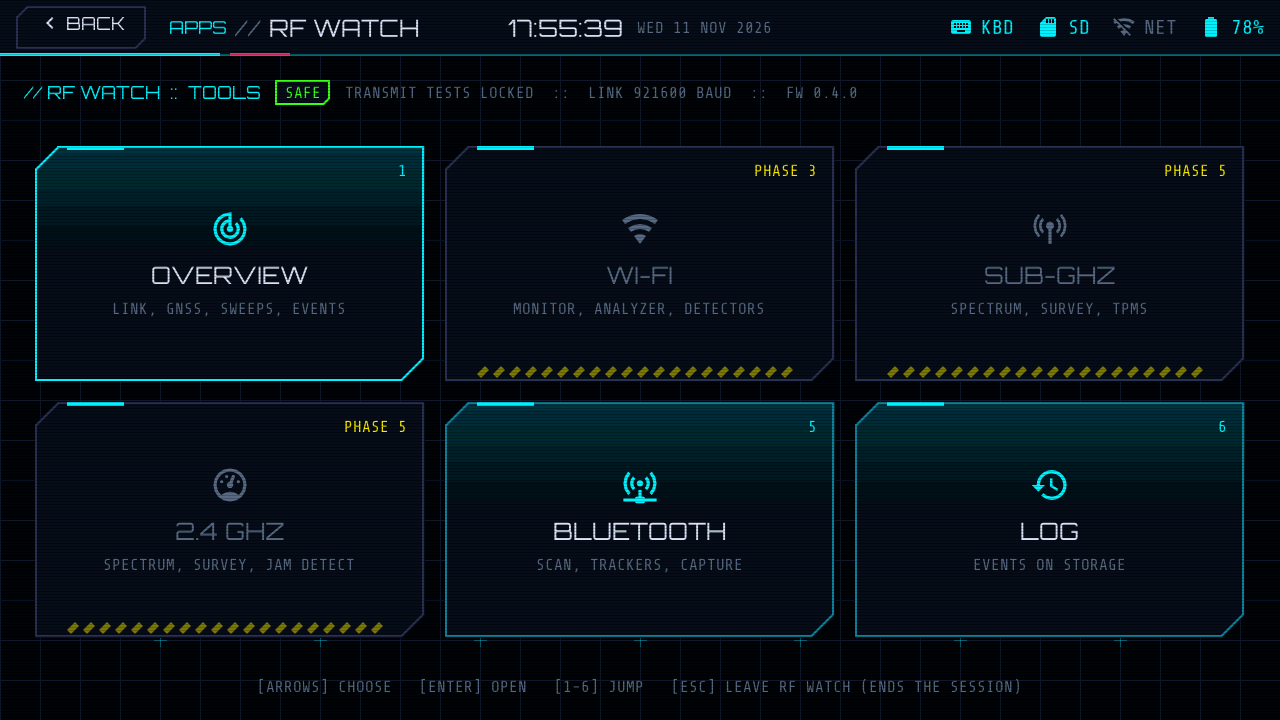 BACK
APPS // RF WATCH
17:55:39 WED 11 NOV 2026
KBD SD NET 78%
// RF WATCH :: TOOLS SAFE TRANSMIT TESTS LOCKED :: LINK 921600 BAUD :: FW 0.4.0
1
OVERVIEW
LINK, GNSS, SWEEPS, EVENTS
PHASE 3
WI-FI
MONITOR, ANALYZER, DETECTORS
PHASE 5
SUB-GHZ
SPECTRUM, SURVEY, TPMS
PHASE 5
2.4 GHZ
SPECTRUM, SURVEY, JAM DETECT
5
BLUETOOTH
SCAN, TRACKERS, CAPTURE
6
LOG
EVENTS ON STORAGE
[ARROWS] CHOOSE [ENTER] OPEN [1-6] JUMP [ESC] LEAVE RF WATCH (ENDS THE SESSION)